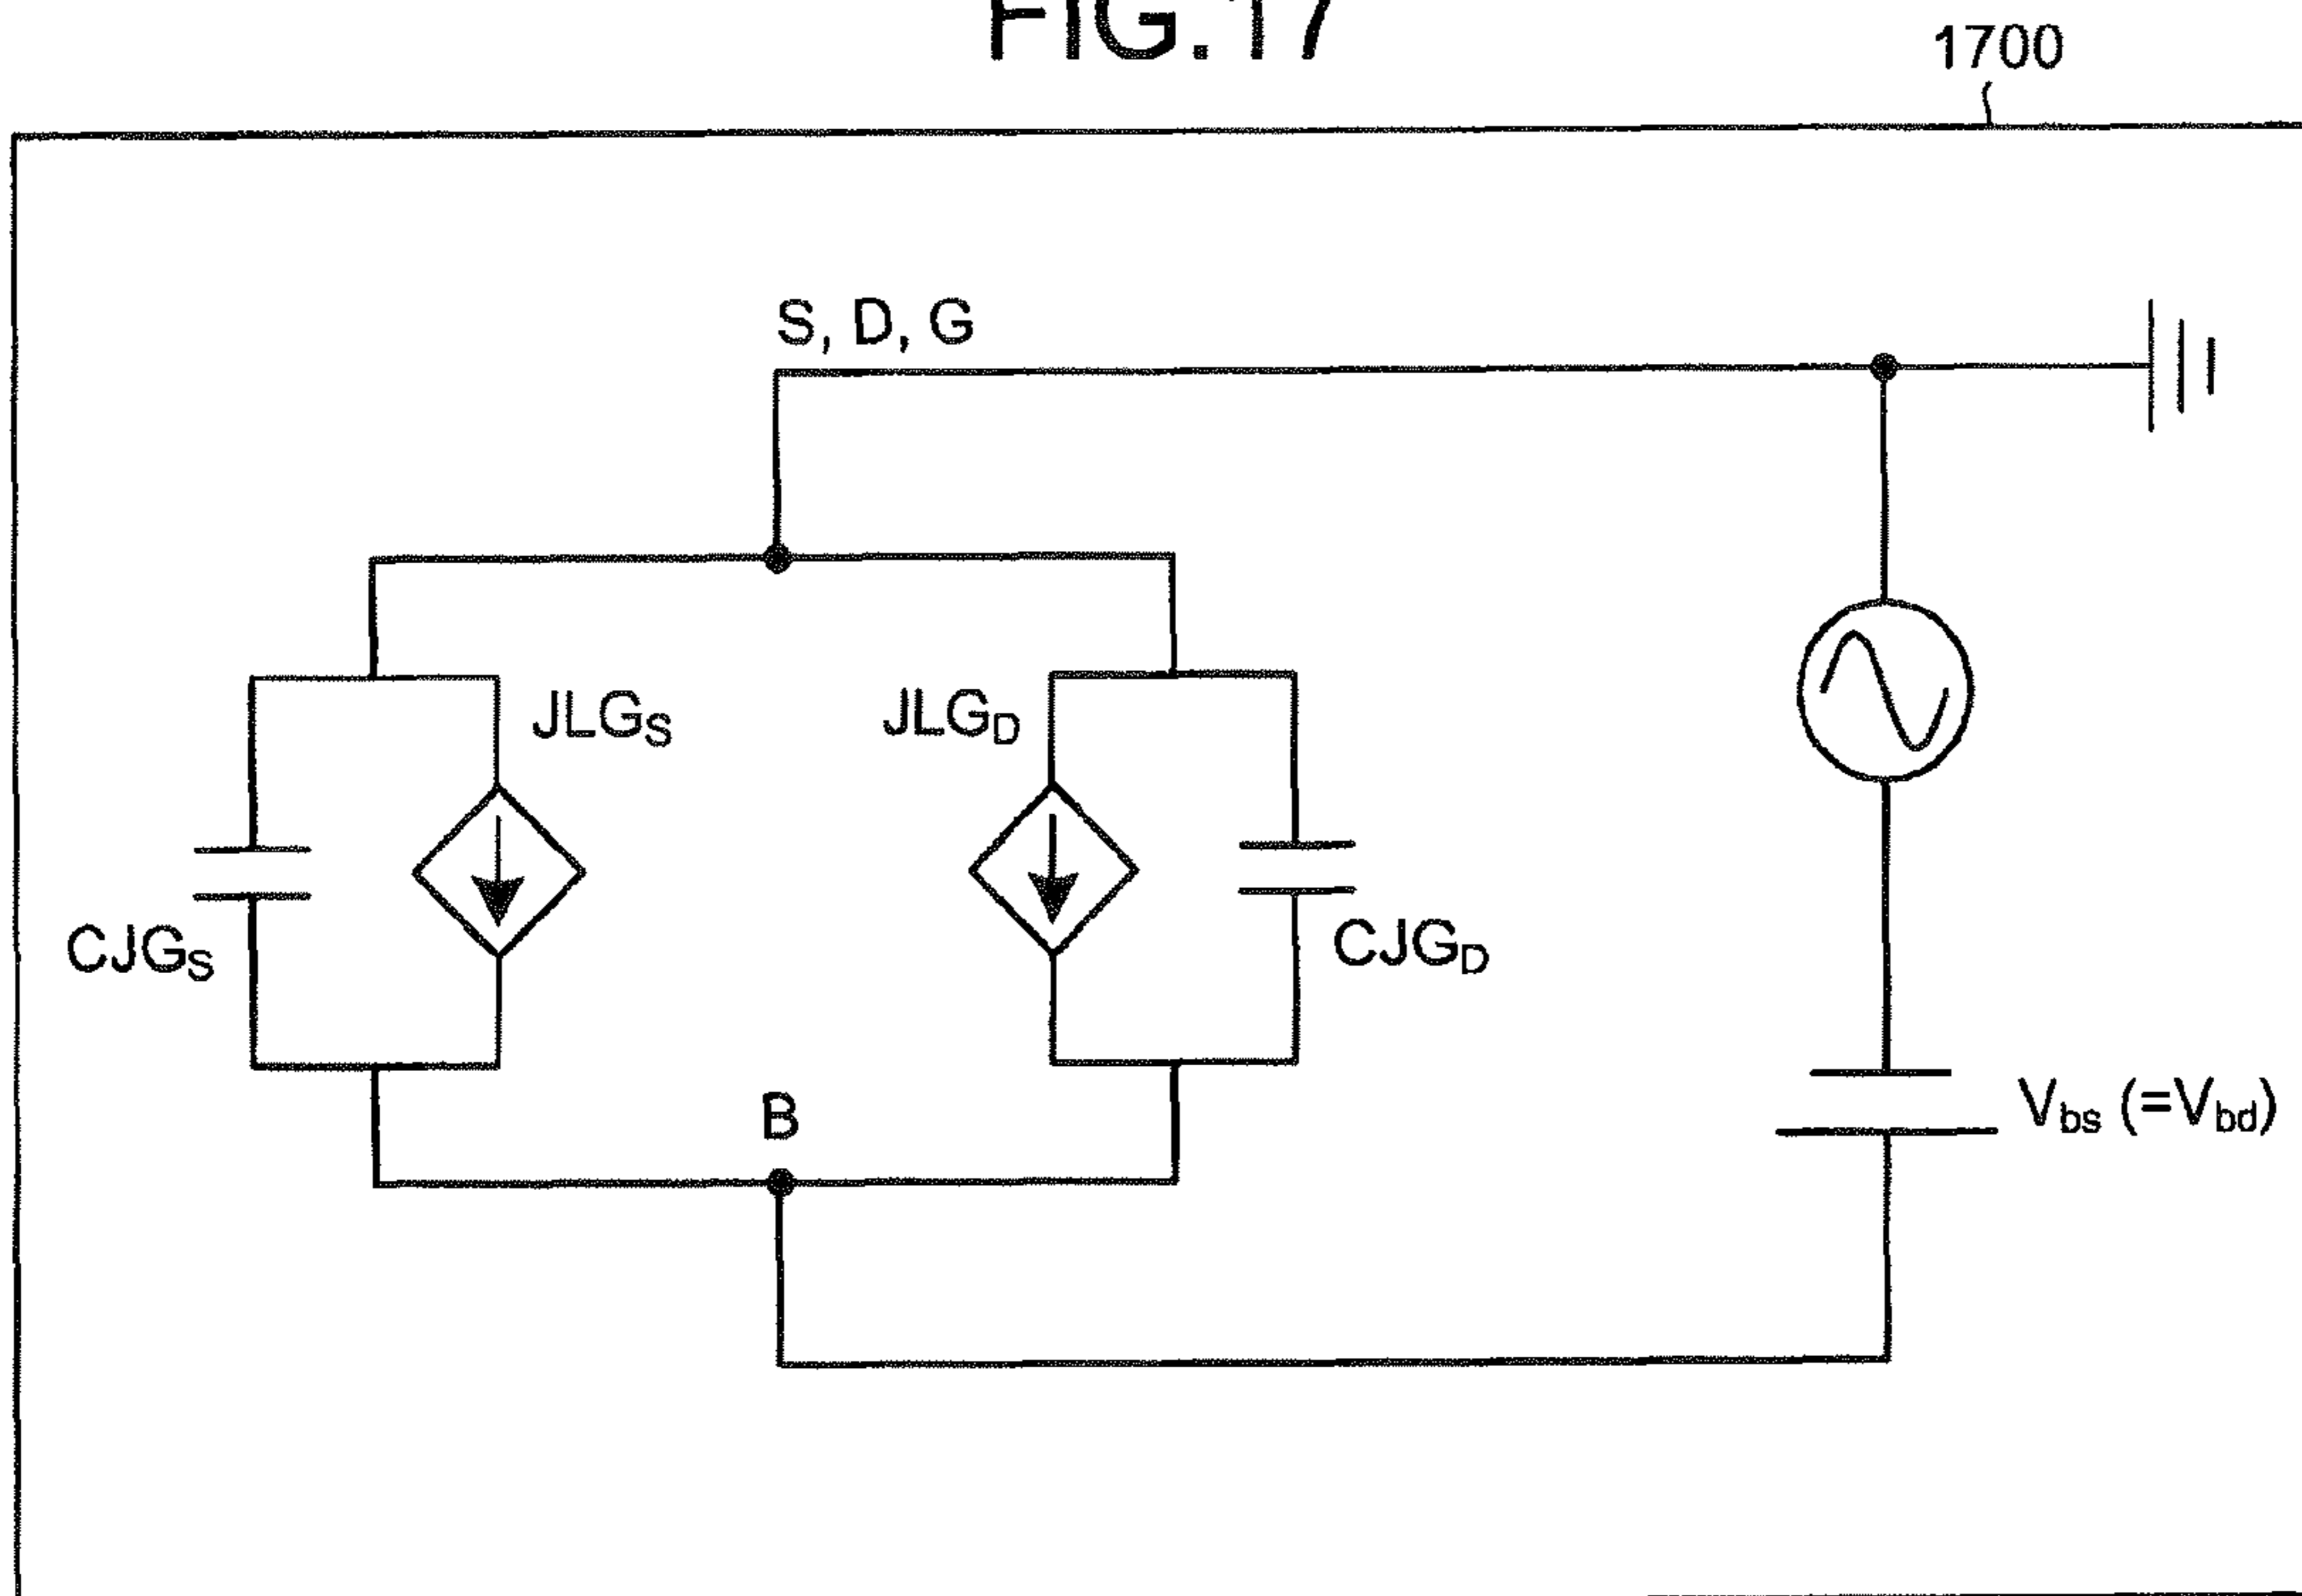 FIG.17
1700
S, D, G
JLGS
JLGD
CJGS
CJGD
B
Vbs (=Vbd)